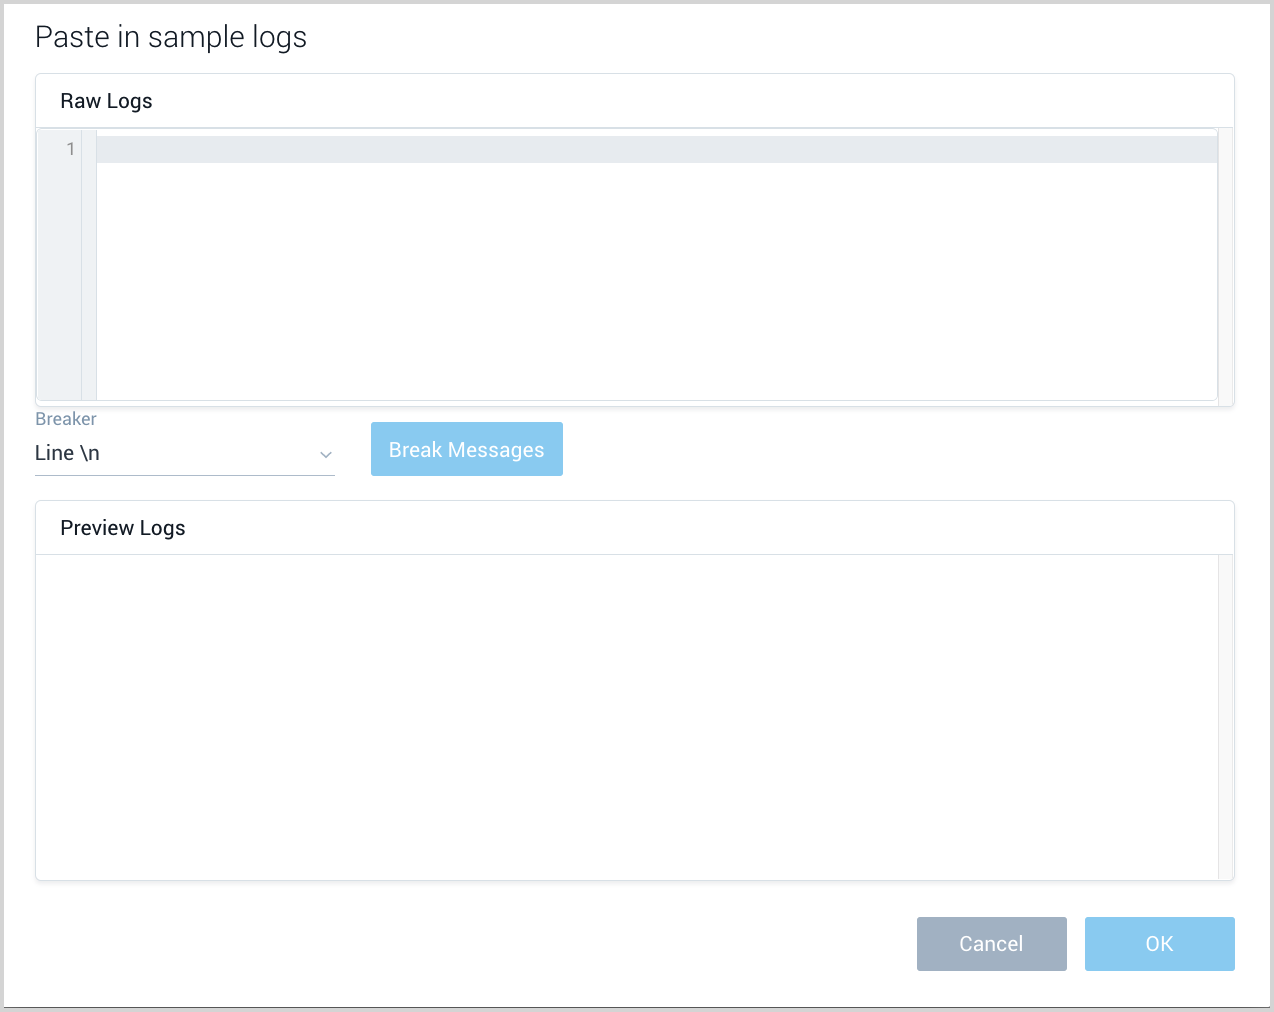 Paste in sample logs
Raw Logs
1
Breaker
Line \n
Break Messages
Preview Logs
Cancel
OK